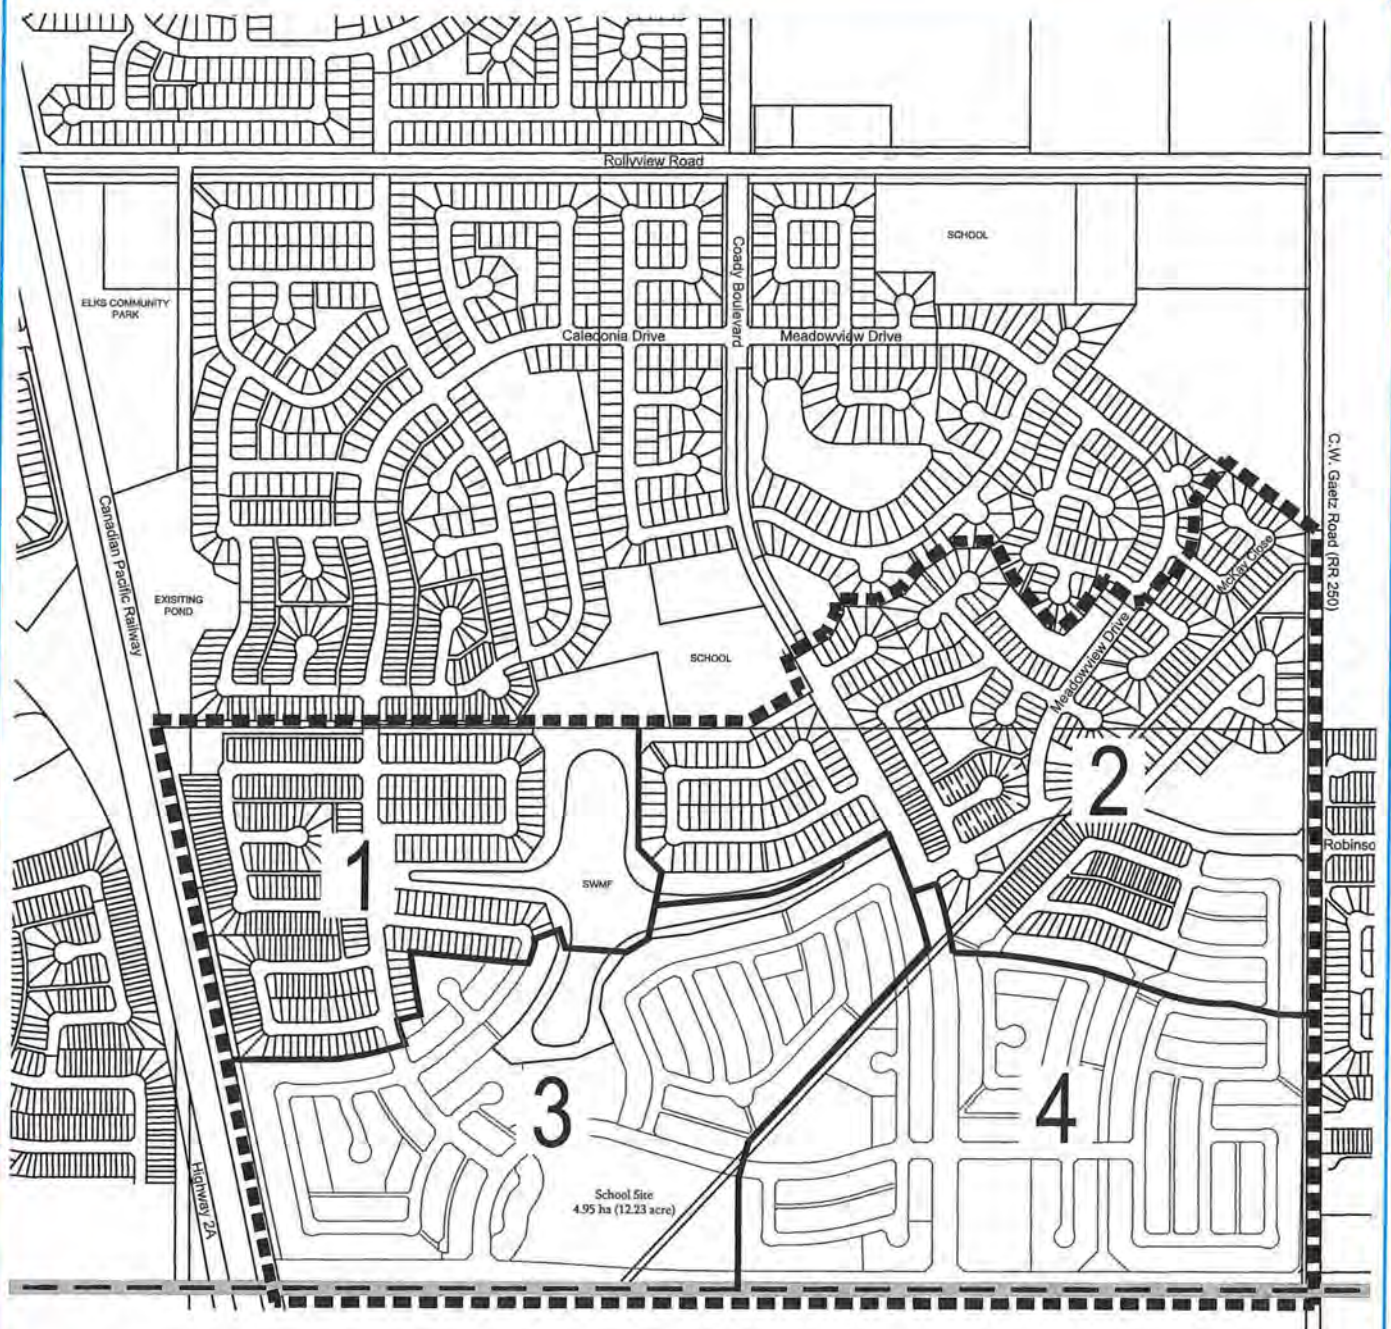 Rollyview Road
SCHOOL
Coady Boulevard
ELKS COMMUNITY
PARK
Caledonia Drive
Meadowview Drive
C.W. Gaetz Road (RR 250)
Canadian Pacific Railway
McKay Close
EXISITING
POND
SCHOOL
Meadowview Drive
2
Robinso
1
SWMF
3
4
School Site
4.95 ha (12.23 acre)
Highway 2A